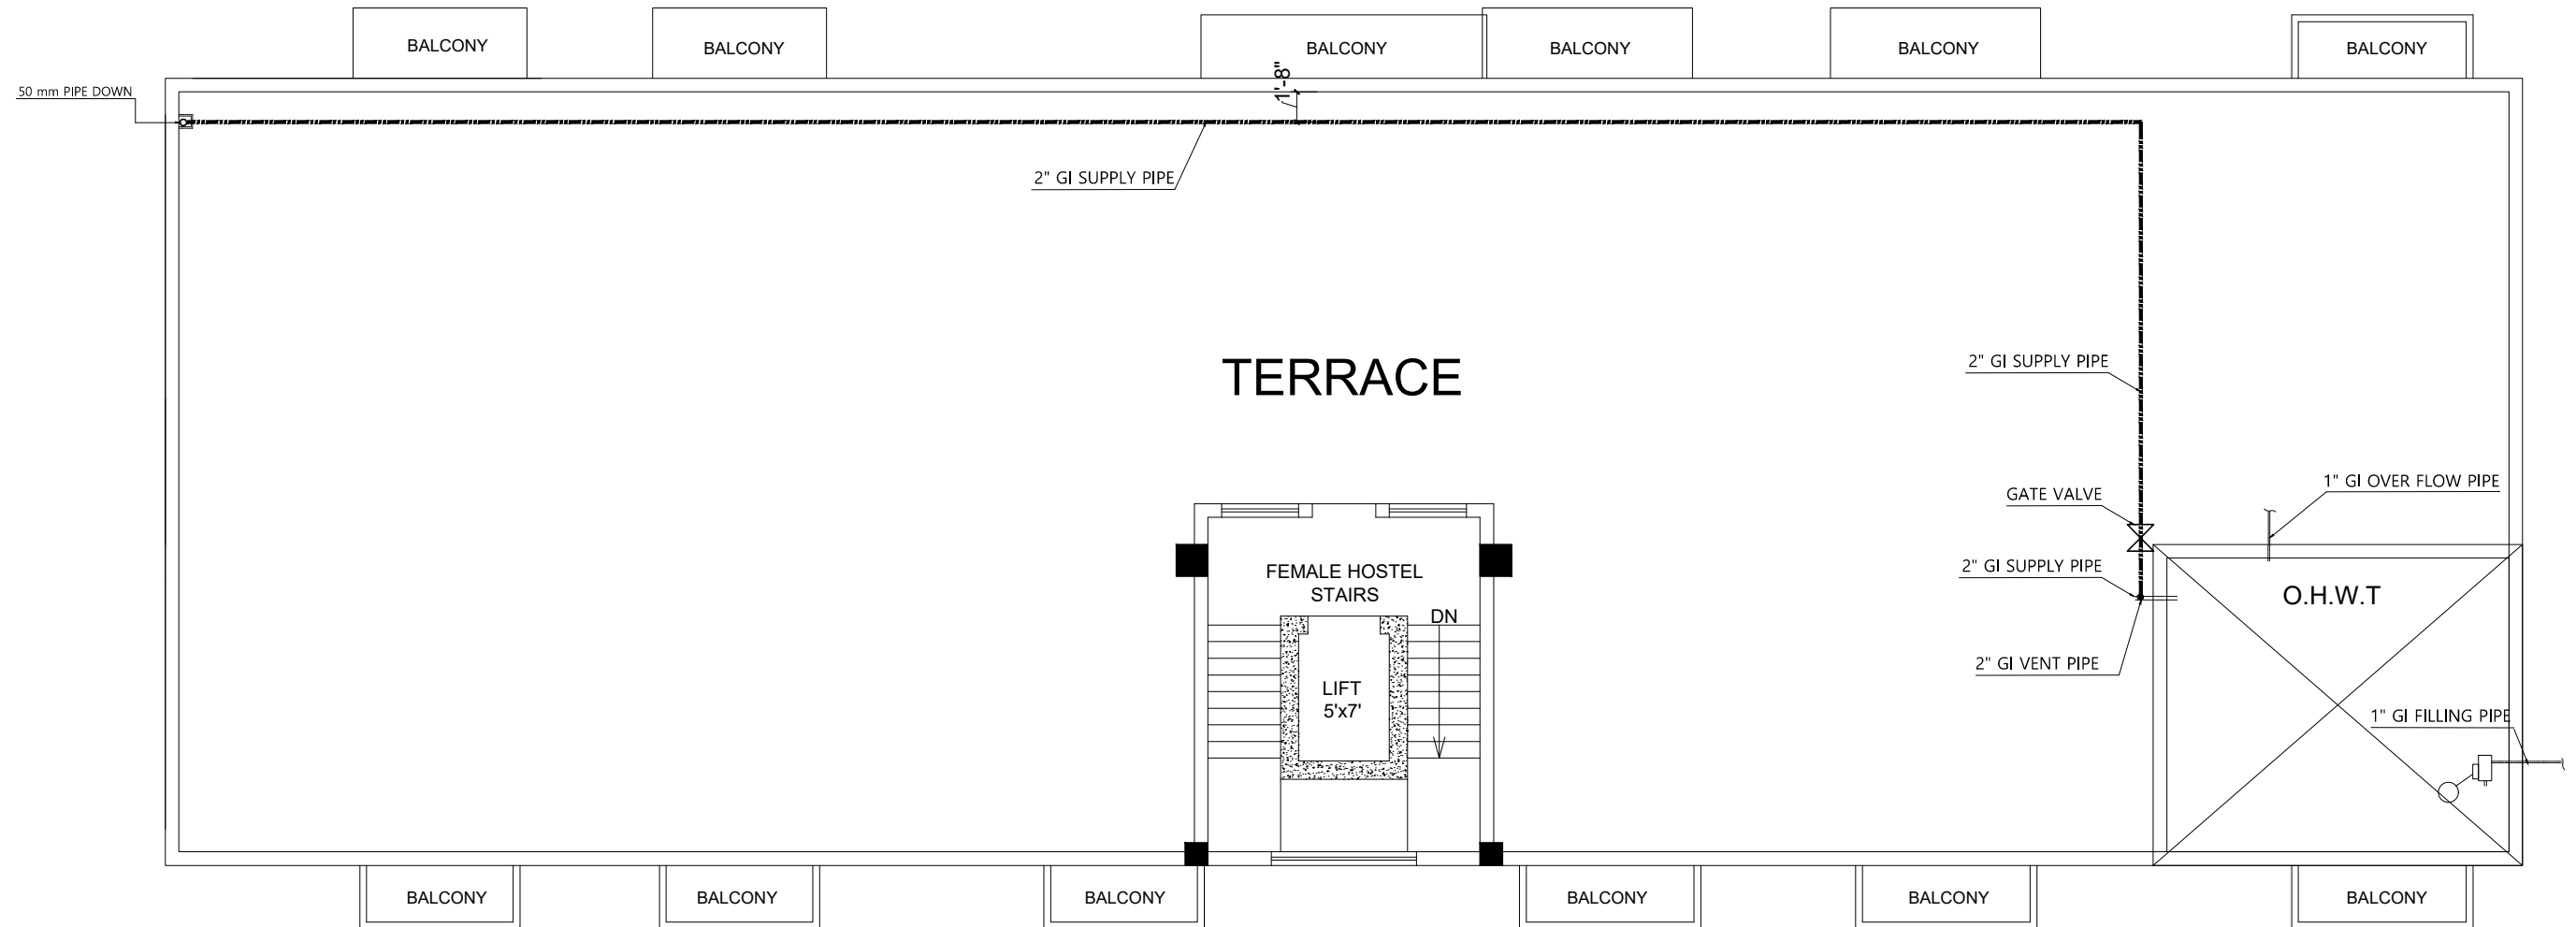 BALCONY
BALCONY
BALCONY
BALCONY
BALCONY
BALCONY
50 mm PIPE DOWN
1'-8"
2" GI SUPPLY PIPE
TERRACE
2" GI SUPPLY PIPE
1" GI OVER FLOW PIPE
GATE VALVE
FEMALE HOSTEL
STAIRS
2" GI SUPPLY PIPE
O.H.W.T
DN
2" GI VENT PIPE
LIFT
5'x7'
1" GI FILLING PIPE
BALCONY
BALCONY
BALCONY
BALCONY
BALCONY
BALCONY